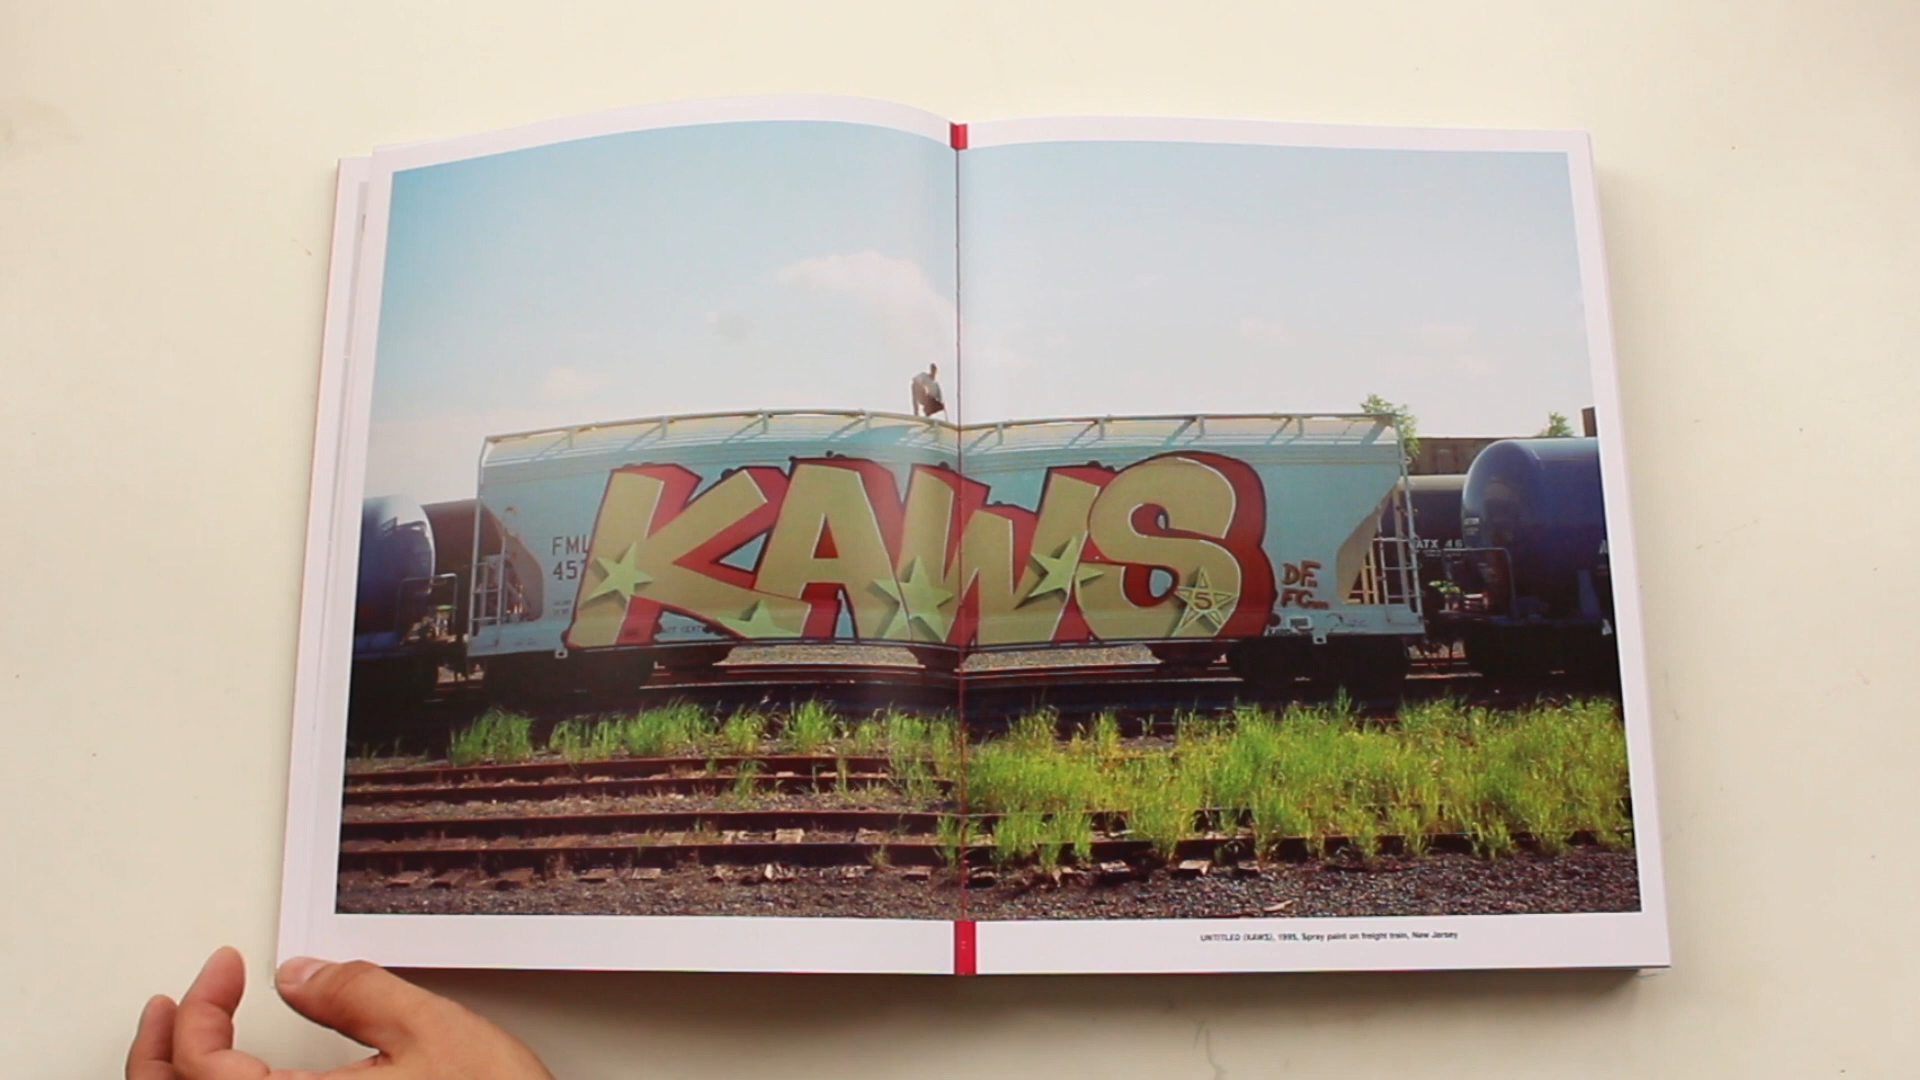 KAWS
FML
45
5
DF.
FC...
ATX 46
UNTITLED (KAWS), 1995, Spray paint on freight train, New Jersey